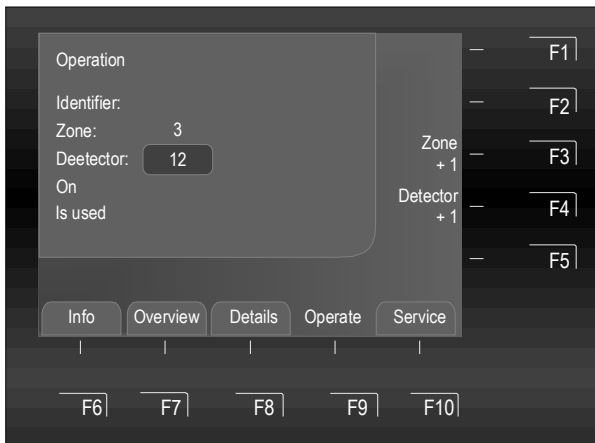 Operation
F1
Identifier:
F2
Zone: 3
Zone
+ 1
F3
Deetector: 12
On
Detector
+ 1
F4
Is used
F5
Info Overview Details Operate Service
F6 F7 F8 F9 F10